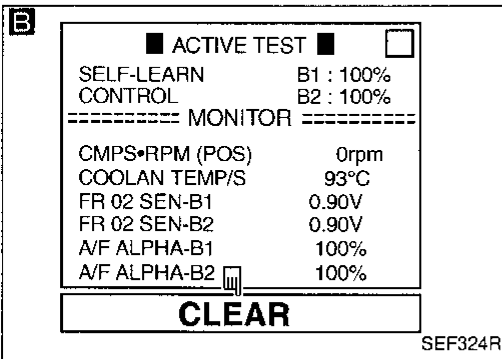 B
ACTIVE TEST
SELF-LEARN B1 : 100%
CONTROL B2 : 100%
========= MONITOR =========
CMPS•RPM (POS) 0rpm
COOLAN TEMP/S 93°C
FR 02 SEN-B1 0.90V
FR 02 SEN-B2 0.90V
A/F ALPHA-B1 100%
A/F ALPHA-B2 100%
CLEAR
SEF324R